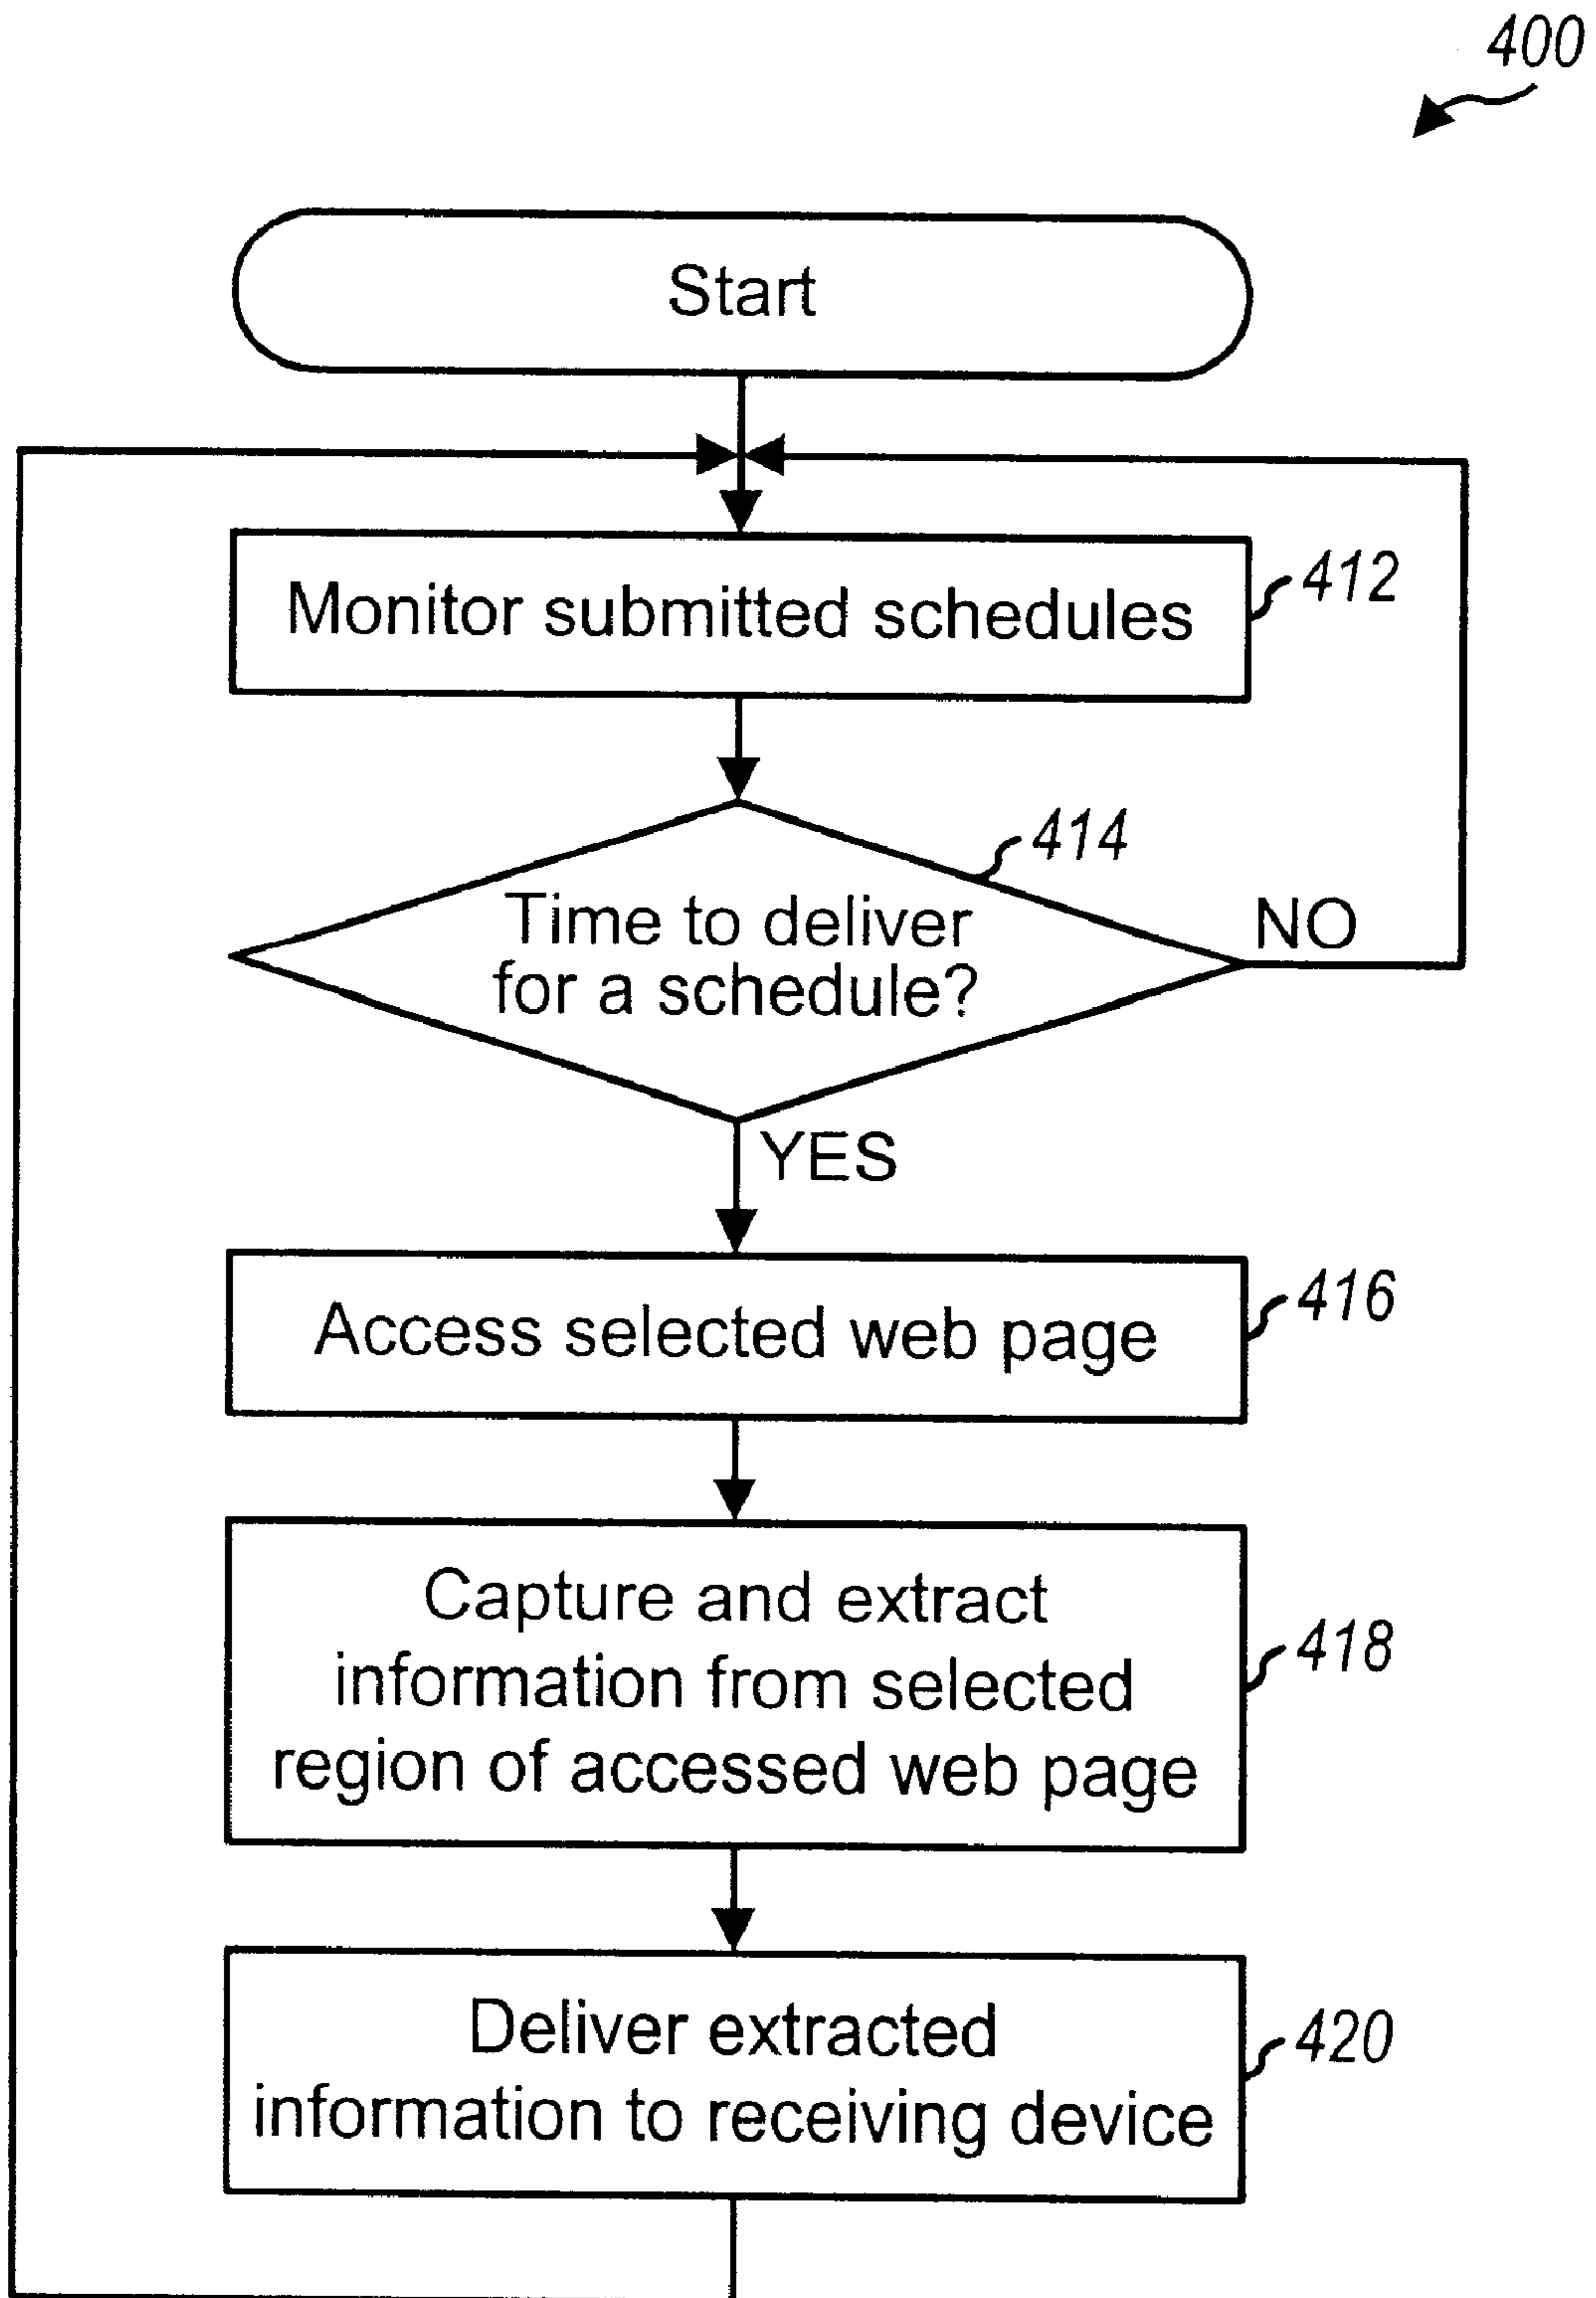 400
Start
Monitor submitted schedules
412
414
Time to deliver
for a schedule?
NO
YES
Access selected web page
416
Capture and extract
information from selected
region of accessed web page
418
Deliver extracted
information to receiving device
420